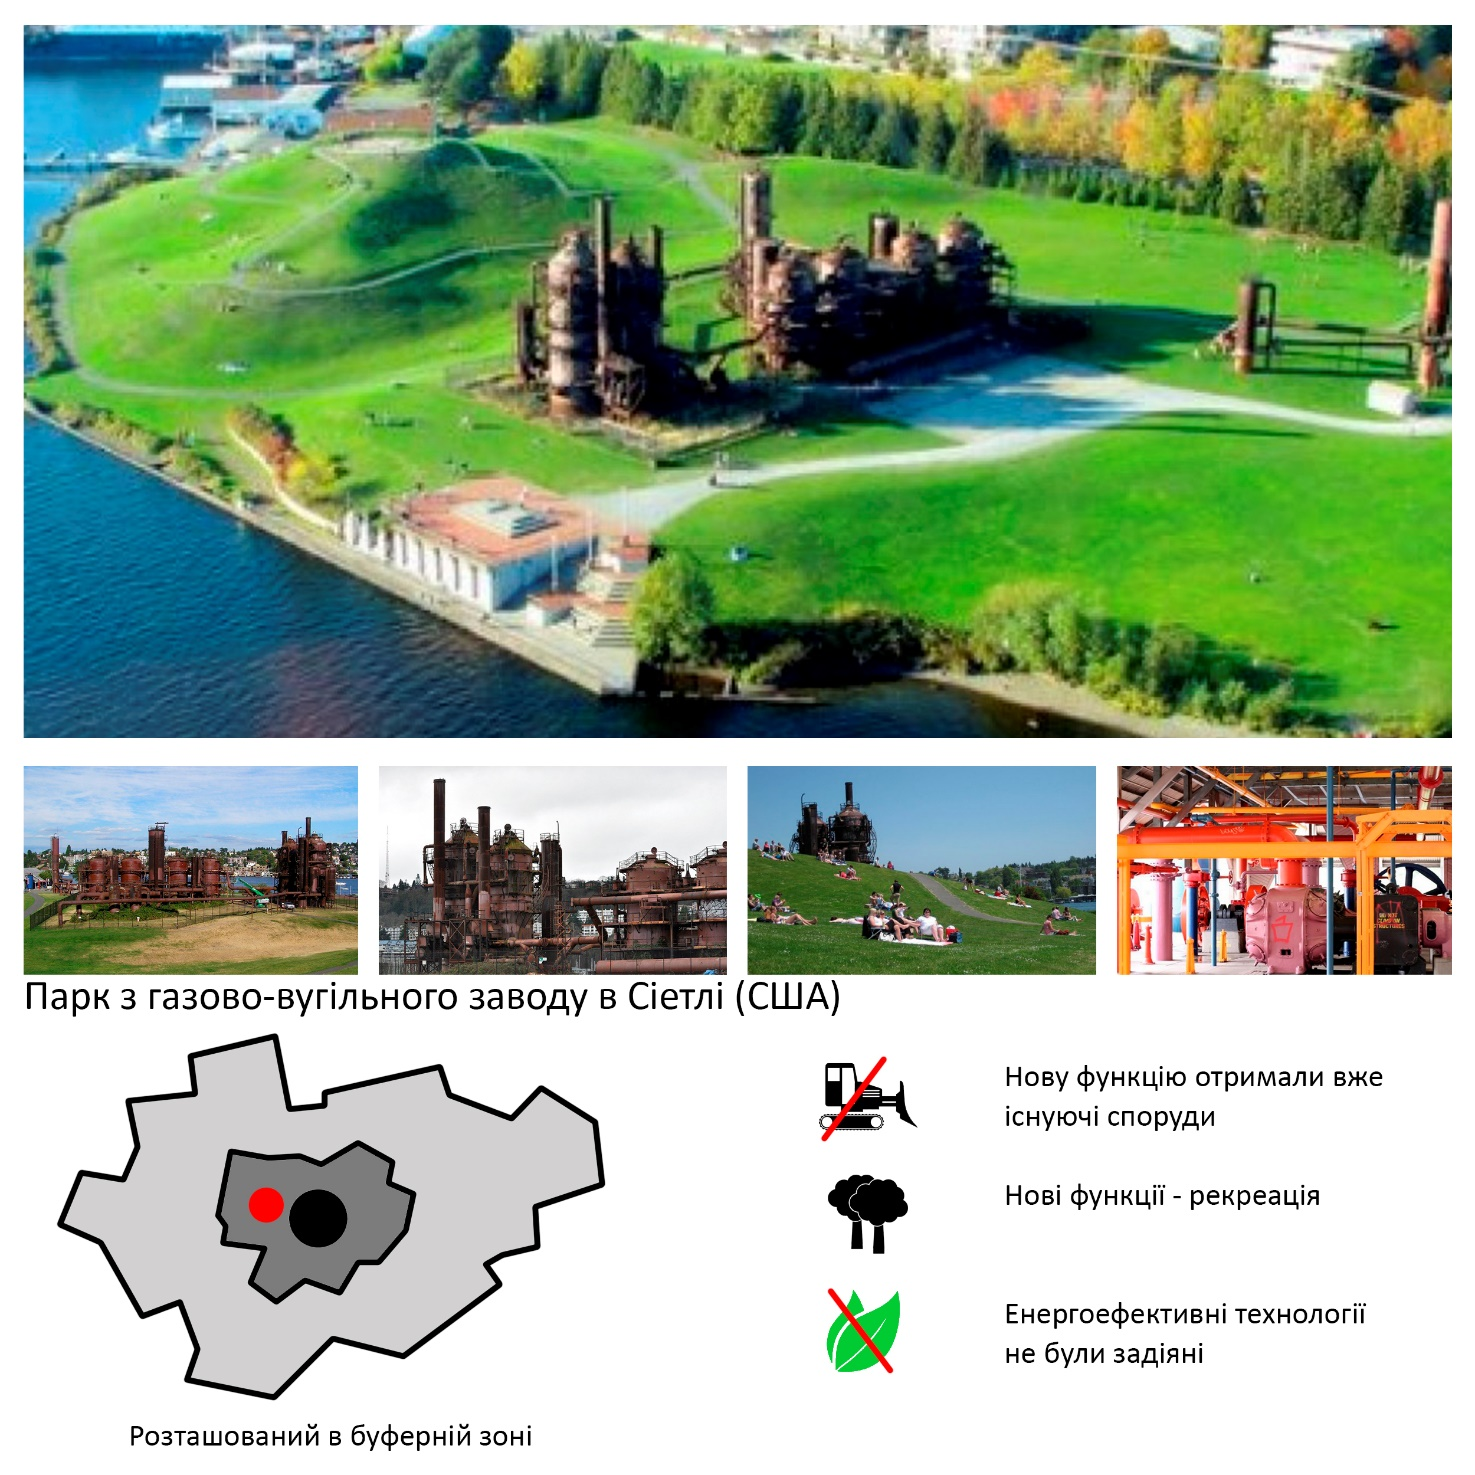 Парк з газово-вугільного заводу в Сіетлі (США)
Нову функцію отримали вже
існуючі споруди
Нові функції - рекреація
Енергоефективні технології
не були задіяні
Розташований в буферній зоні